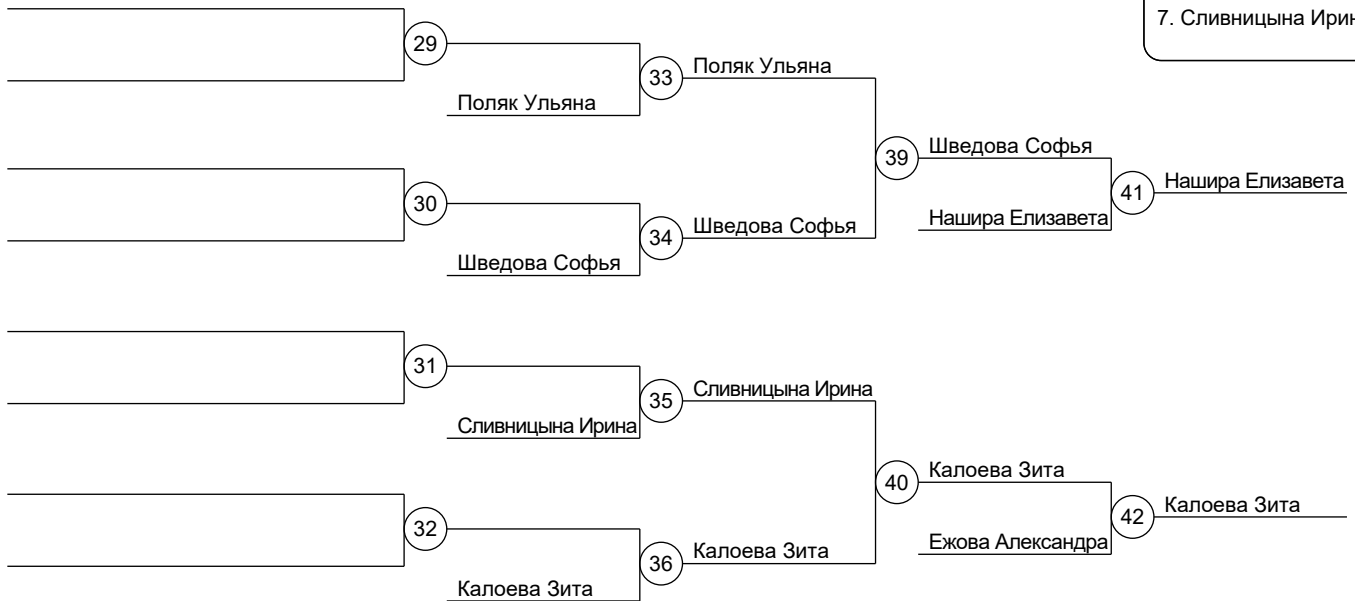 7. Сливницына Ирин
29
33
Поляк Ульяна
Поляк Ульяна
39
Шведова Софья
41
Нашира Елизавета
30
34
Шведова Софья
Нашира Елизавета
Шведова Софья
31
35
Сливницына Ирина
Сливницына Ирина
40
Калоева Зита
42
Калоева Зита
32
36
Калоева Зита
Ежова Александра
Калоева Зита